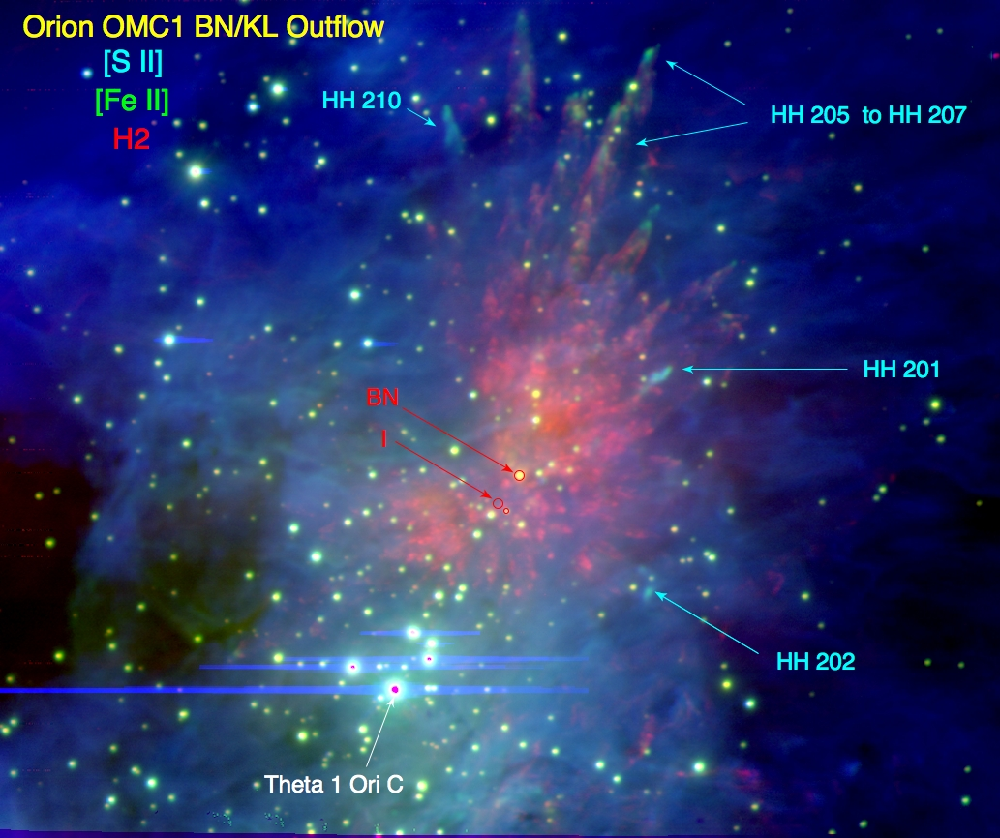 Orion OMC1 BN/KL Outflow
[S II]
[Fe II]
H2
HH 210
HH 205 to HH 207
HH 201
BN
I
HH 202
Theta 1 Ori C